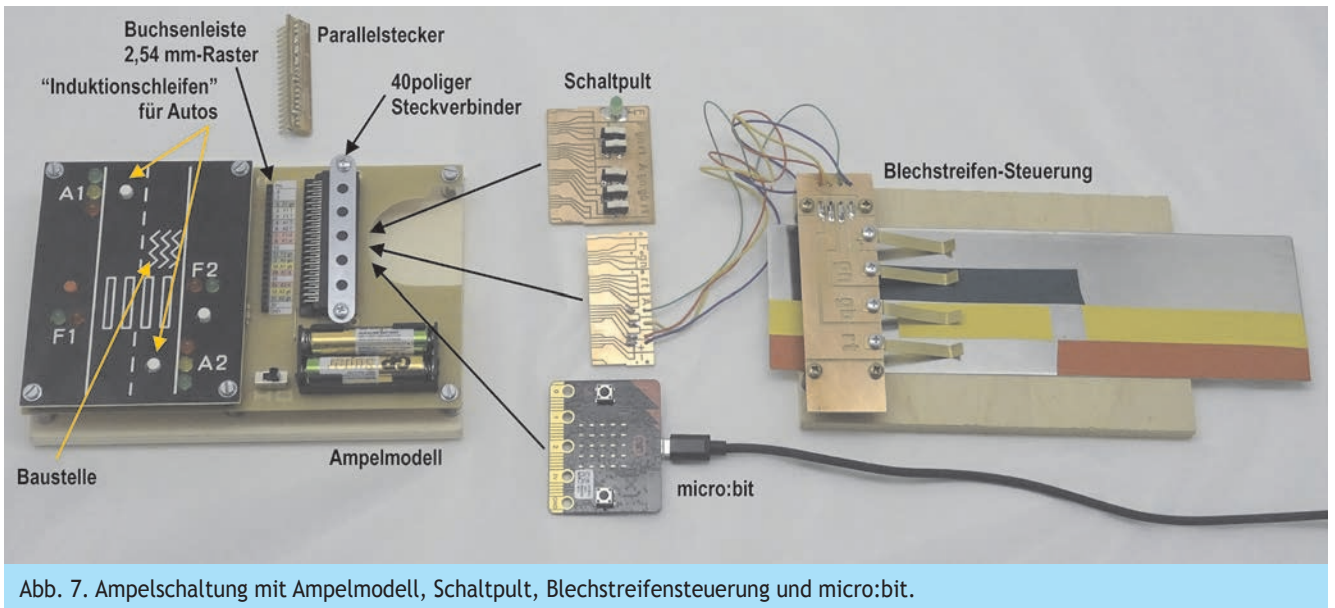 Buchsenleiste
2,54 mm-Raster
Parallelstecker
"Induktionschleifen"
für Autos
40poliger
Steckverbinder
Schaltpult
Blechstreifen-Steuerung
A1
F2
F1
A2
Baustelle
Ampelmodell
micro:bit
Abb. 7. Ampelschaltung mit Ampelmodell, Schaltpult, Blechstreifensteuerung und micro:bit.